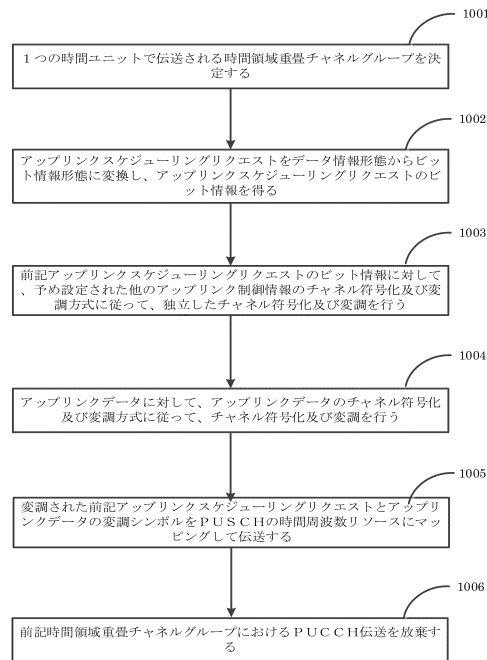 1001
1つの時間ユニットで伝送される時間領域重畳チャネルグループを決
定する
1002
アップリンクスケジューリングリクエストをデータ情報形態からビッ
ト情報形態に変換し、アップリンクスケジューリングリクエストのビ
ット情報を得る
1003
前記アップリンクスケジューリングリクエストのビット情報に対して
、予め設定された他のアップリンク制御情報のチャネル符号化及び変
調方式に従って、独立したチャネル符号化及び変調を行う
1004
アップリンクデータに対して、アップリンクデータのチャネル符号化
及び変調方式に従って、チャネル符号化及び変調を行う
1005
変調された前記アップリンクスケジューリングリクエストとアップリ
ンクデータの変調シンボルをPUSCHの時間周波数リソースにマッ
ピングして伝送する
1006
前記時間領域重畳チャネルグループにおけるPUCCH伝送を放棄す
る